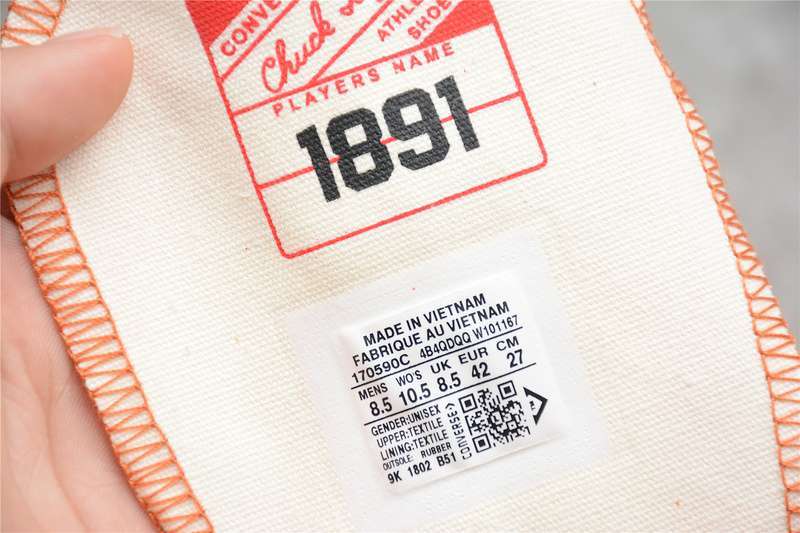 CONVE
Chuck
ATHLE
SHOE
PLAYERS NAME
1891
MADE IN VIETNAM
FABRIQUE AU VIETNAM
170590C 4B4QDQQ W101167
MENS WO'S UK EUR CM
8.5 10.5 8.5 42 27
GENDER:UNISEX
UPPER:TEXTILE
LINING:TEXTILE
OUTSOLE: RUBBER
9K 1802 B51
CONVERSE